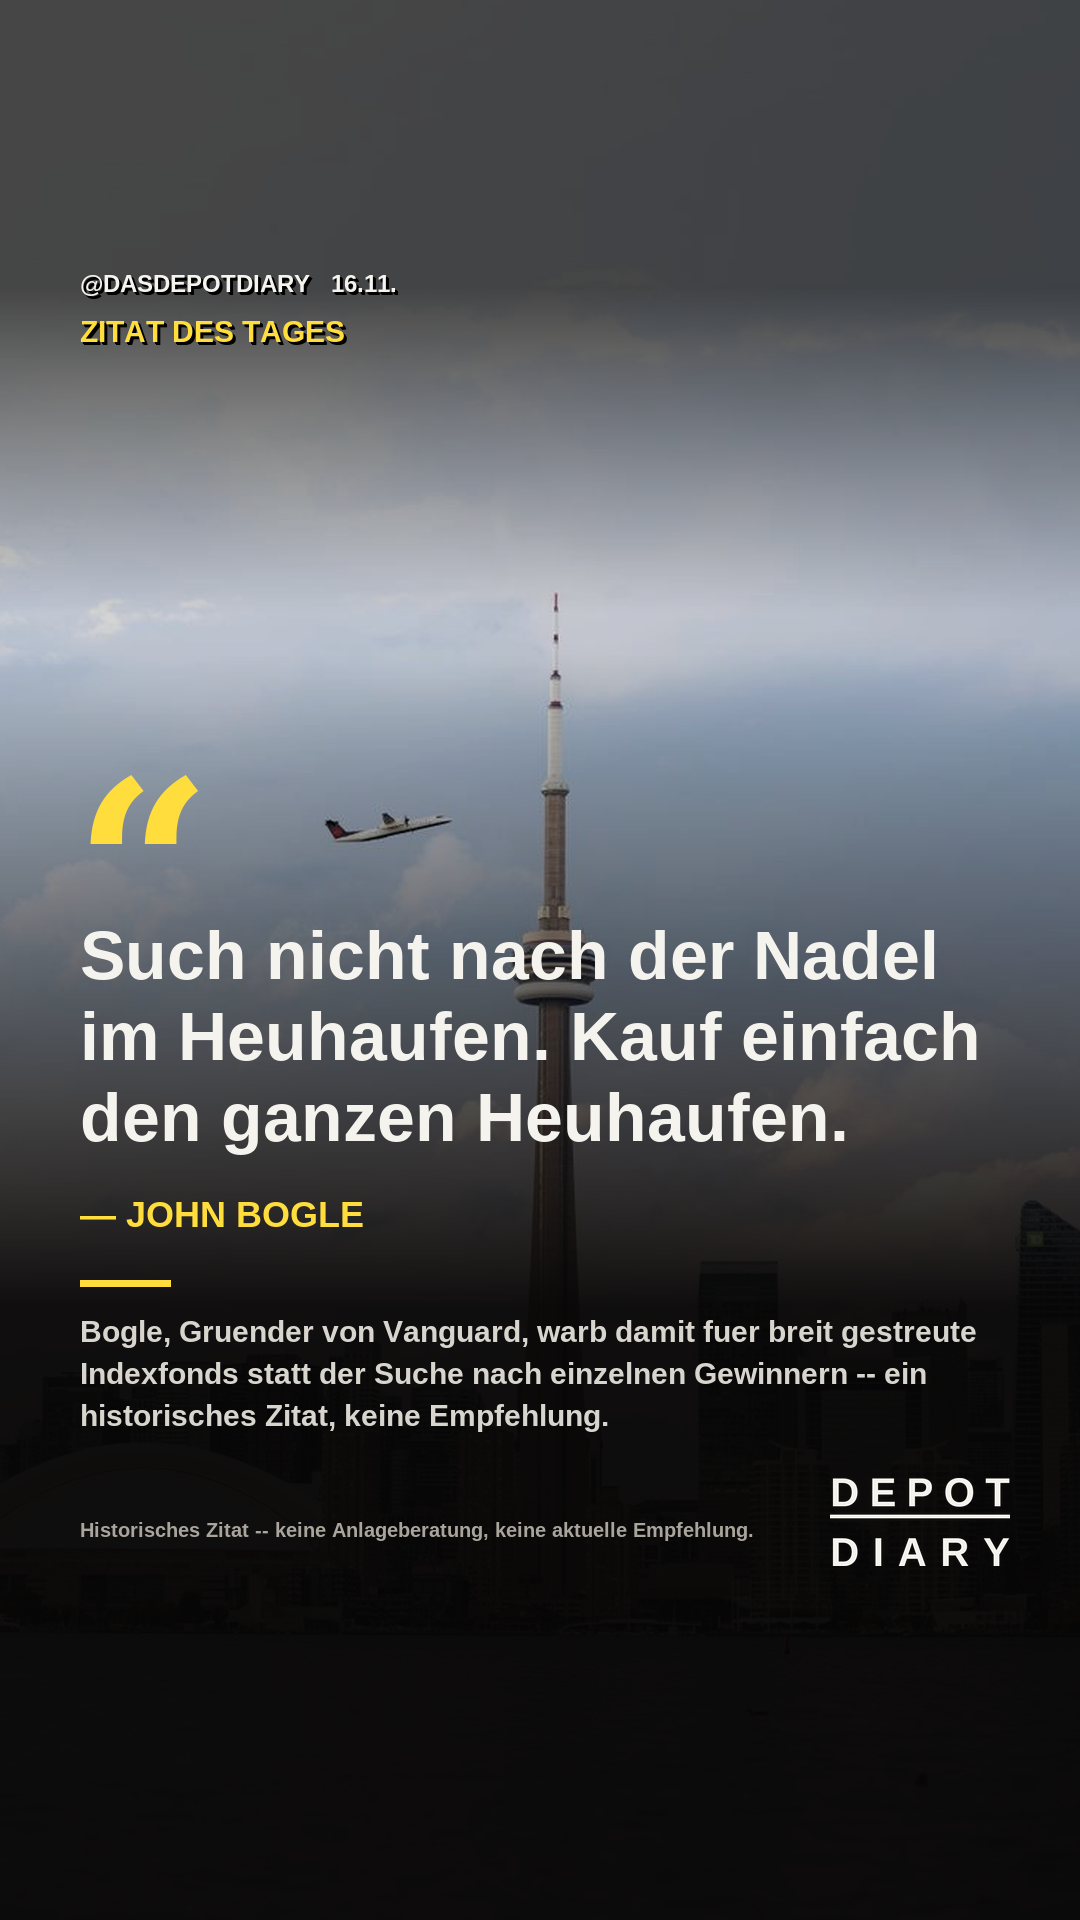 @DASDEPOTDIARY 16.11.
ZITAT DES TAGES
“
Such nicht nach der Nadel
im Heuhaufen. Kauf einfach
den ganzen Heuhaufen.
— JOHN BOGLE
Bogle, Gruender von Vanguard, warb damit fuer breit gestreute
Indexfonds statt der Suche nach einzelnen Gewinnern -- ein
historisches Zitat, keine Empfehlung.
Historisches Zitat -- keine Anlageberatung, keine aktuelle Empfehlung.
DEPOT
DIARY